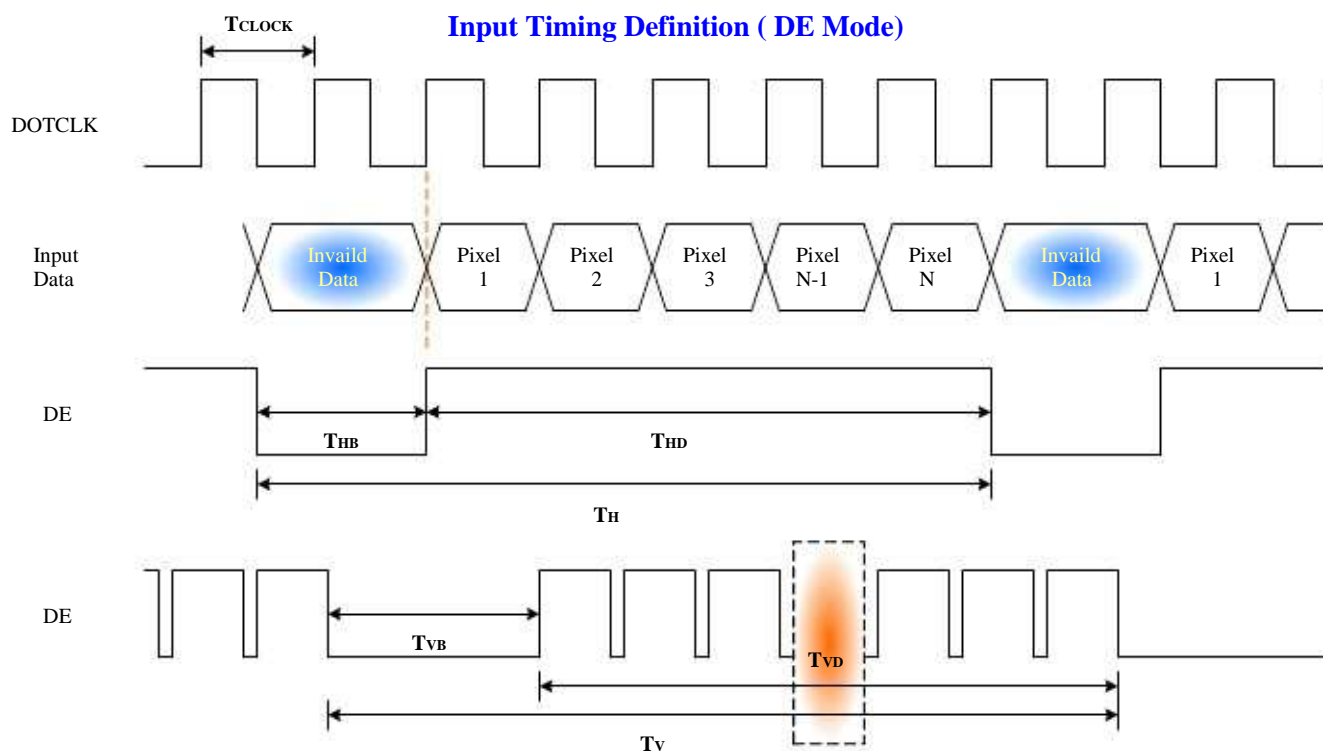 Input Timing Definition ( DE Mode)
TCLOCK
DOTCLK
Input
Data
Invaild
Data
Pixel
1
Pixel
2
Pixel
3
Pixel
N-1
Pixel
N
Invaild
Data
Pixel
1
DE
THB
THD
TH
DE
TVB
TVD
TV